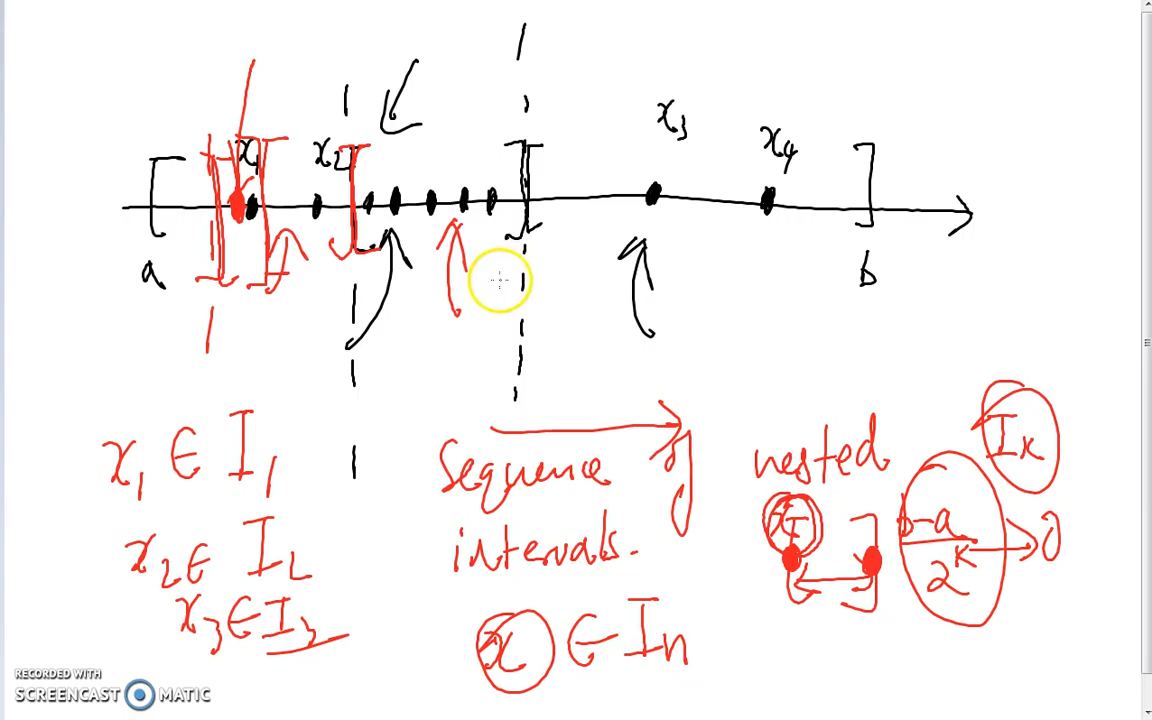 x₃
x₁
x₂
x₄
a
b
x₁ ∈ I₁
sequence of nested
Iₖ
x₂ ∈ I₂
intervals.
b-a
2ᴷ → 0
x₃ ∈ I₃
x ∈ Iₙ
RECORDED WITH
SCREENCAST MATIC